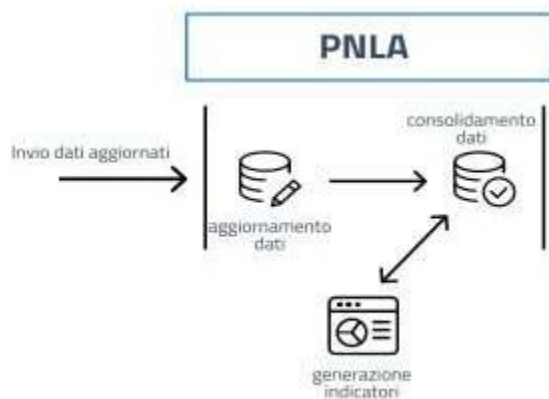 PNLA
consolidamento
dati
Invio dati aggiornati
aggiornamento
dati
generazione
indicatori